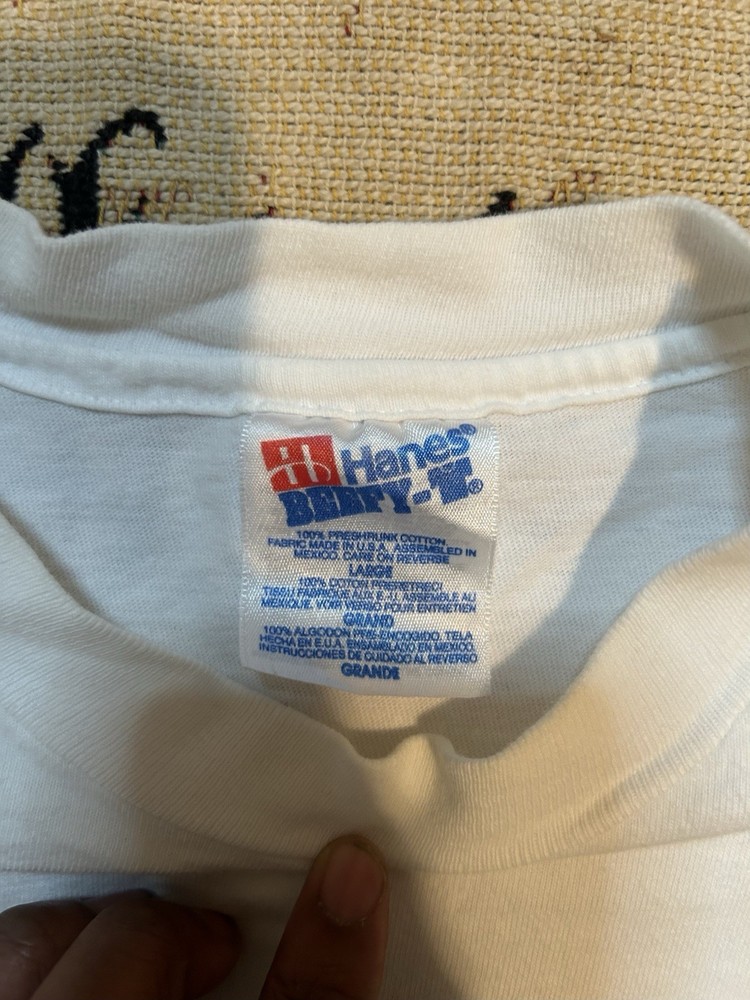 Hanes®
BEEFY-T®
100% PRESHRUNK COTTON
FABRIC MADE IN U.S.A. ASSEMBLED IN
MEXICO. CARE ON REVERSE
LARGE
100% COTON PRERETRECI
TISSU FABRIQUE AUX E.-U. ASSEMBLE AU
MEXIQUE. VOIR VERSO POUR ENTRETIEN
GRAND
100% ALGODON PRE-ENCOGIDO. TELA
HECHA EN E.U.A. ENSAMBLADO EN MEXICO.
INSTRUCCIONES DE CUIDADO AL REVERSO
GRANDE